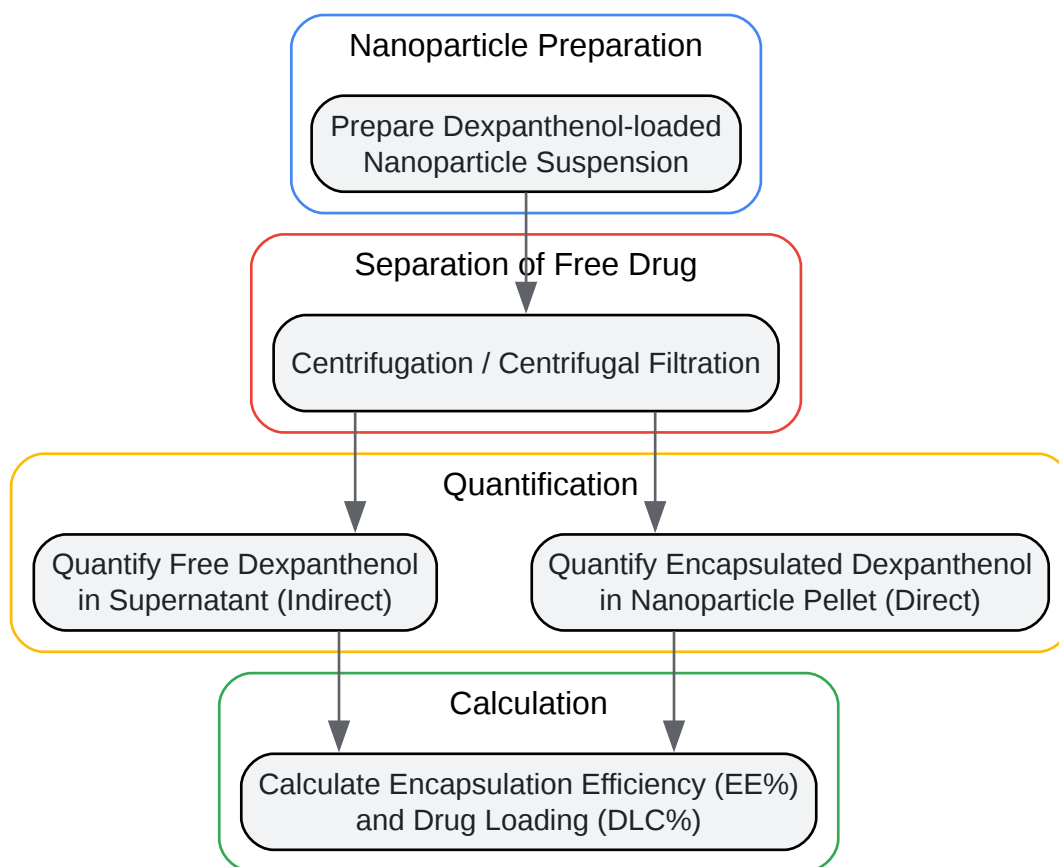 Nanoparticle Preparation
Prepare Dexpanthenol-loaded
Nanoparticle Suspension
Separation of Free Drug
Centrifugation / Centrifugal Filtration
Quantification
Quantify Free Dexpanthenol
in Supernatant (Indirect)
Quantify Encapsulated Dexpanthenol
in Nanoparticle Pellet (Direct)
Calculation
Calculate Encapsulation Efficiency (EE%)
and Drug Loading (DLC%)